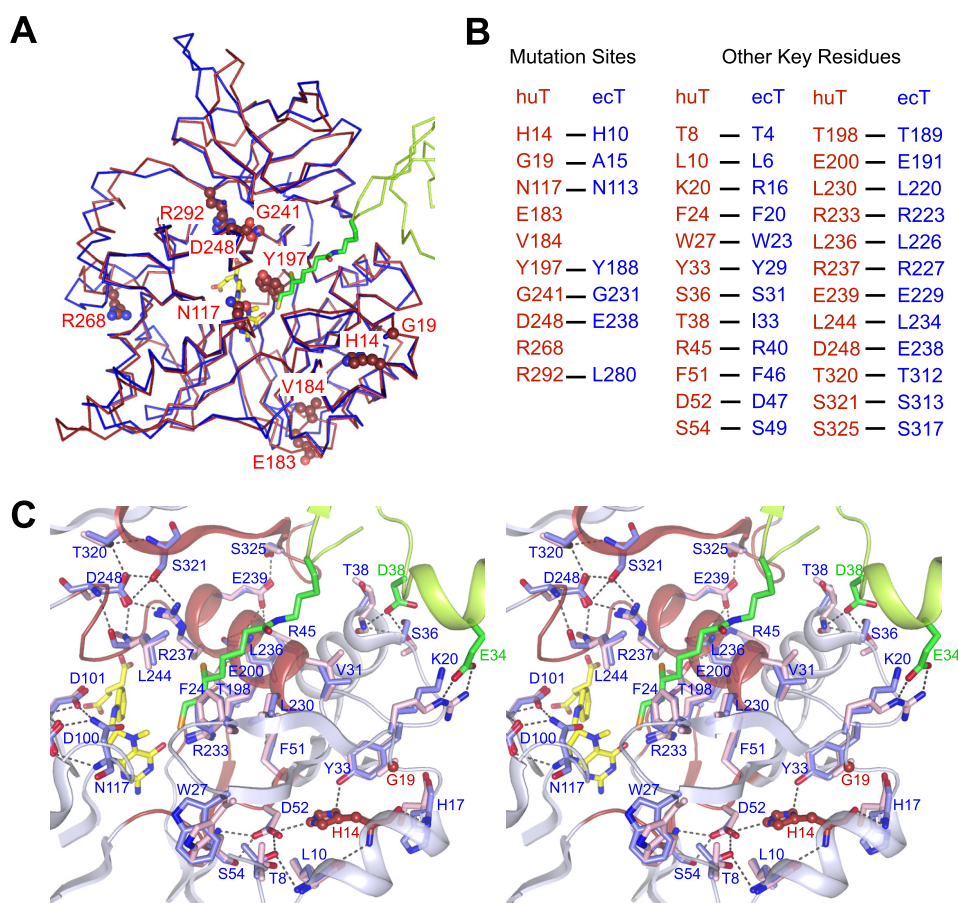 A
R292
G241
D248
Y197
N117
R268
G19
H14
V184
E183
B
Mutation Sites Other Key Residues
huT ecT huT ecT huT ecT
H14 — H10 T8 — T4 T198 — T189
G19 — A15 L10 — L6 E200 — E191
N117 — N113 K20 — R16 L230 — L220
E183 F24 — F20 R233 — R223
V184 W27 — W23 L236 — L226
Y197 — Y188 Y33 — Y29 R237 — R227
G241 — G231 S36 — S31 E239 — E229
D248 — E238 T38 — I33 L244 — L234
R268 R45 — R40 D248 — E238
R292 — L280 F51 — F46 T320 — T312
D52 — D47 S321 — S313
S54 — S49 S325 — S317
C
T320
S321
S325
D248
E239
T38
D38
R45
S36
R237
L236
K20
E34
L244
E200
V31
D101
F24
T198
L230
D100
R233
F51
N117
Y33
G19
W27
D52
H17
H14
L10
S54
T8
T320
S321
S325
D248
E239
T38
D38
R45
S36
R237
L236
K20
E34
L244
E200
V31
D101
F24
T198
L230
D100
R233
F51
N117
Y33
G19
W27
D52
H17
H14
L10
S54
T8